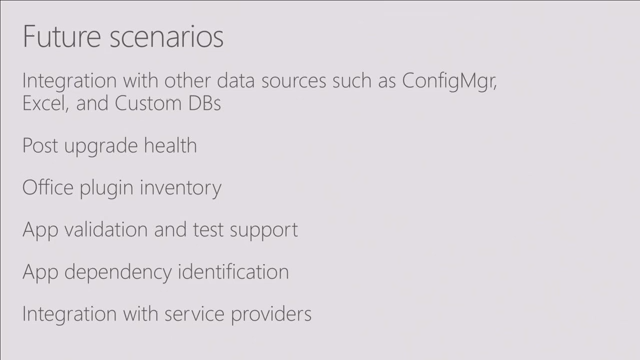 Future scenarios
Integration with other data sources such as ConfigMgr,
Excel, and Custom DBs
Post upgrade health
Office plugin inventory
App validation and test support
App dependency identification
Integration with service providers